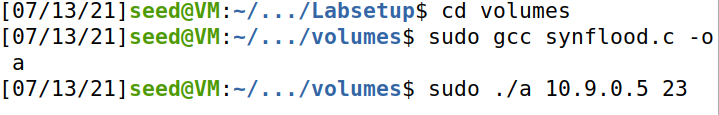 [07/13/21]seed@VM:~/.../Labsetup$ cd volumes
[07/13/21]seed@VM:~/.../volumes$ sudo gcc synflood.c -o
 a
[07/13/21]seed@VM:~/.../volumes$ sudo ./a 10.9.0.5 23